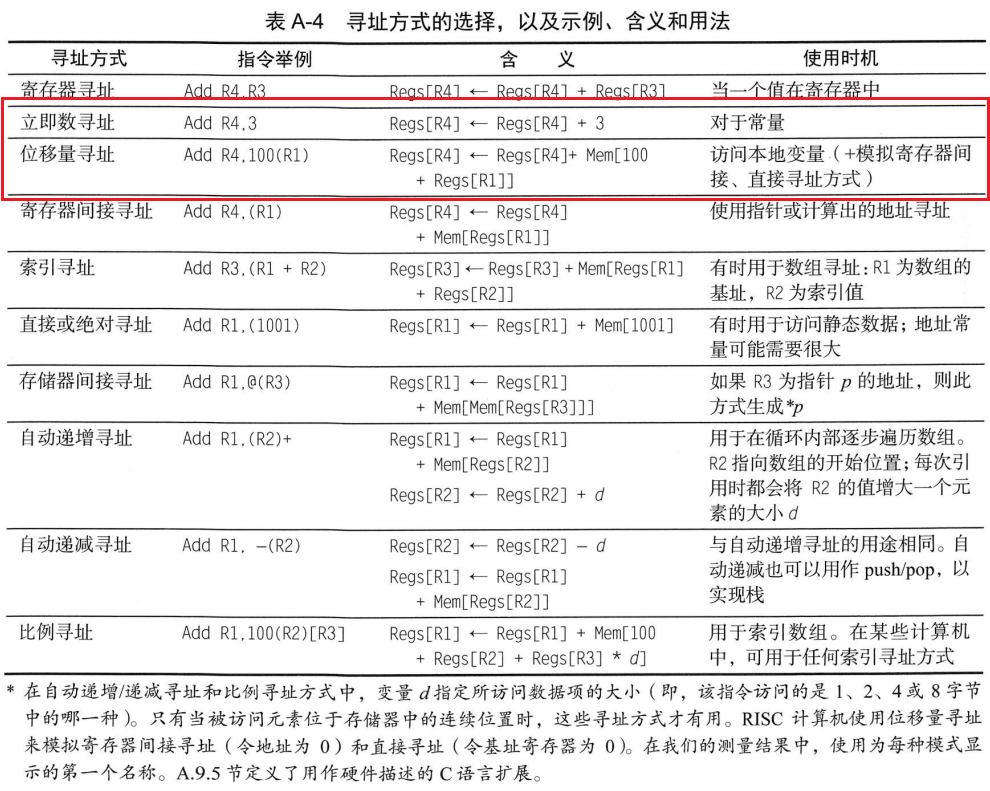 表 A-4 寻址方式的选择，以及示例、含义和用法
寻址方式 指令举例 含 义 使用时机
寄存器寻址 Add R4,R3 Regs[R4] ← Regs[R4] + Regs[R3] 当一个值在寄存器中
立即数寻址 Add R4,3 Regs[R4] ← Regs[R4] + 3 对于常量
位移量寻址 Add R4,100(R1) Regs[R4] ← Regs[R4]+ Mem[100 访问本地变量（+模拟寄存器间
+ Regs[R1]] 接、直接寻址方式）
寄存器间接寻址 Add R4,(R1) Regs[R4] ← Regs[R4] 使用指针或计算出的地址寻址
+ Mem[Regs[R1]]
索引寻址 Add R3,(R1 + R2) Regs[R3] ← Regs[R3] + Mem[Regs[R1] 有时用于数组寻址：R1 为数组的
+ Regs[R2]] 基址，R2 为索引值
直接或绝对寻址 Add R1,(1001) Regs[R1] ← Regs[R1] + Mem[1001] 有时用于访问静态数据；地址常
量可能需要很大
存储器间接寻址 Add R1,@(R3) Regs[R1] ← Regs[R1] 如果 R3 为指针 p 的地址，则此
+ Mem[Mem[Regs[R3]]] 方式生成*p
自动递增寻址 Add R1,(R2)+ Regs[R1] ← Regs[R1] 用于在循环内部逐步遍历数组。
+ Mem[Regs[R2]] R2 指向数组的开始位置；每次引
Regs[R2] ← Regs[R2] + d 用时都会将 R2 的值增大一个元
素的大小 d
自动递减寻址 Add R1, −(R2) Regs[R2] ← Regs[R2] − d 与自动递增寻址的用途相同。自
Regs[R1] ← Regs[R1] 动递减也可以用作 push/pop，以
+ Mem[Regs[R2]] 实现栈
比例寻址 Add R1,100(R2)[R3] Regs[R1] ← Regs[R1] + Mem[100 用于索引数组。在某些计算机
+ Regs[R2] + Regs[R3] * d] 中，可用于任何索引寻址方式
* 在自动递增/递减寻址和比例寻址方式中，变量 d 指定所访问数据项的大小（即，该指令访问的是 1、2、4 或 8 字节
中的哪一种）。只有当被访问元素位于存储器中的连续位置时，这些寻址方式才有用。RISC 计算机使用位移量寻址
来模拟寄存器间接寻址（令地址为 0）和直接寻址（令基址寄存器为 0）。在我们的测量结果中，使用为每种模式显
示的第一个名称。A.9.5 节定义了用作硬件描述的 C 语言扩展。